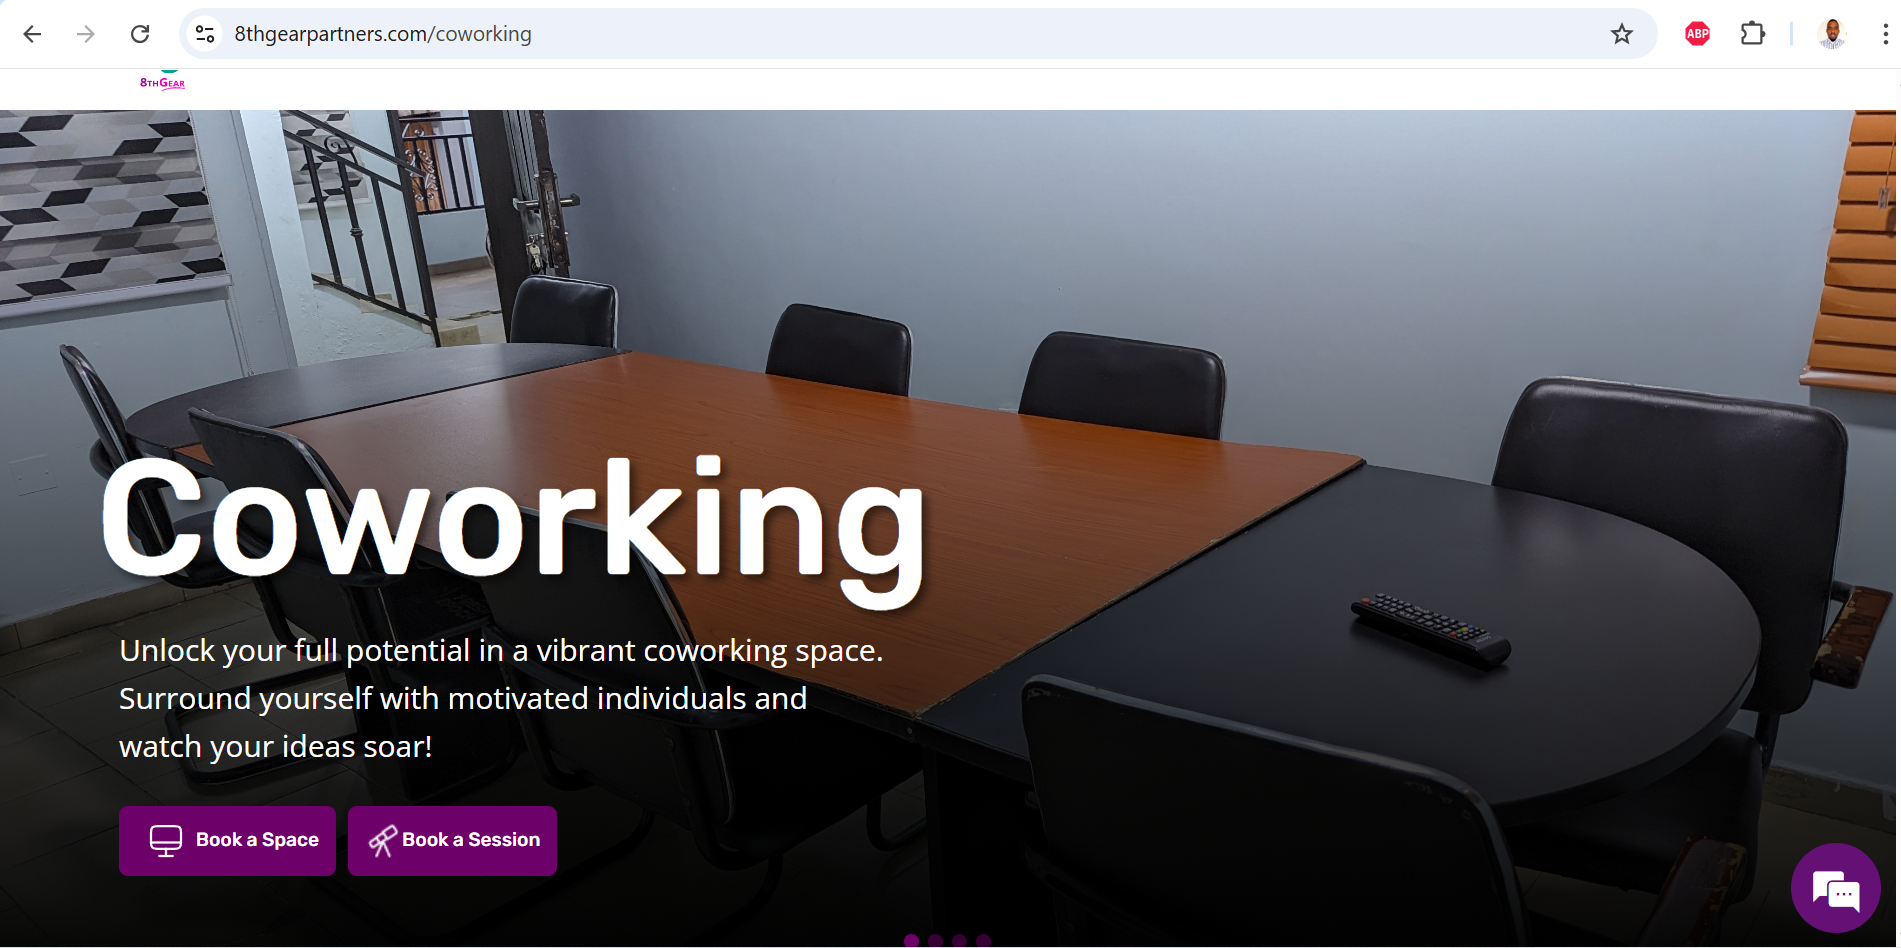 8thgearpartners.com/coworking
ABP
8THGEAR
Coworking
Unlock your full potential in a vibrant coworking space.
Surround yourself with motivated individuals and
watch your ideas soar!
Book a Space
Book a Session